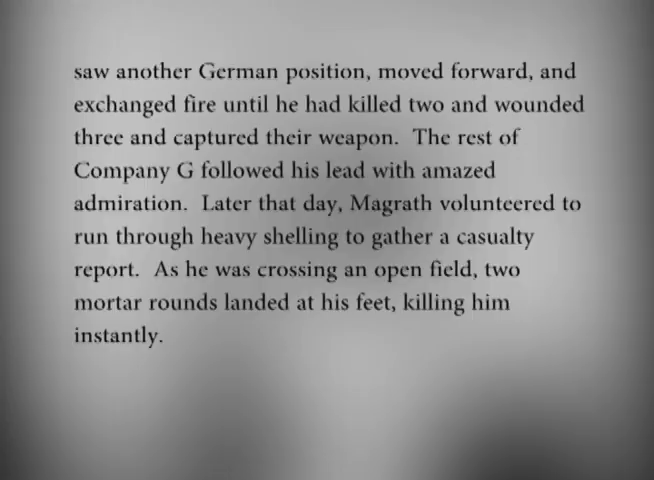 saw another German position, moved forward, and
exchanged fire until he had killed two and wounded
three and captured their weapon.  The rest of
Company G followed his lead with amazed
admiration.  Later that day, Magrath volunteered to
run through heavy shelling to gather a casualty
report.  As he was crossing an open field, two
mortar rounds landed at his feet, killing him
instantly.